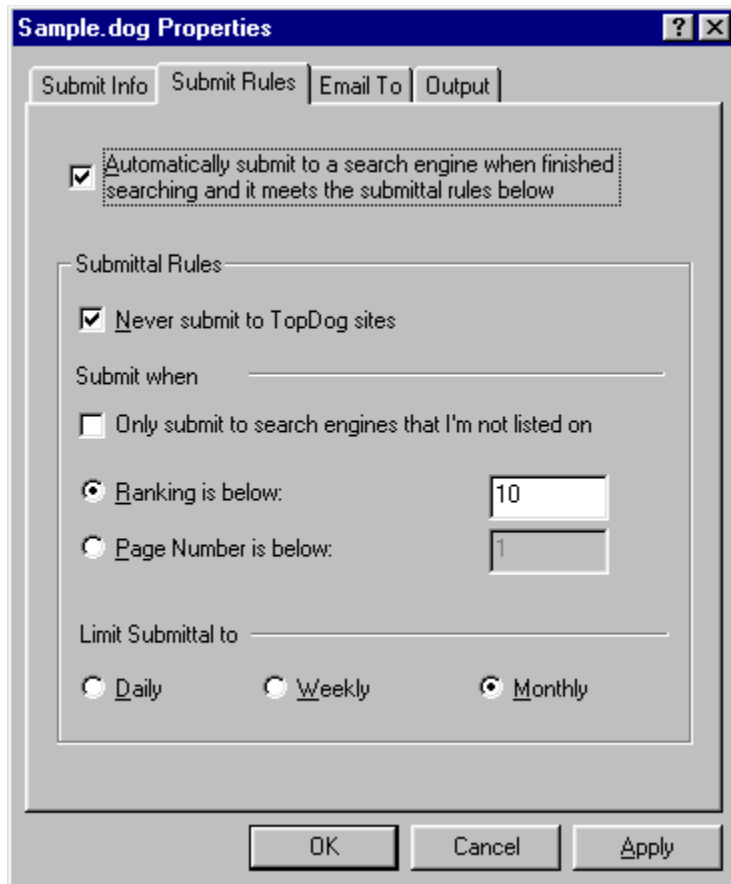 Sample.dog Properties
Submit Info Submit Rules Email To Output
Automatically submit to a search engine when finished
searching and it meets the submittal rules below
Submittal Rules
Never submit to TopDog sites
Submit when
Only submit to search engines that I'm not listed on
Ranking is below: 10
Page Number is below: 1
Limit Submittal to
Daily Weekly Monthly
OK Cancel Apply